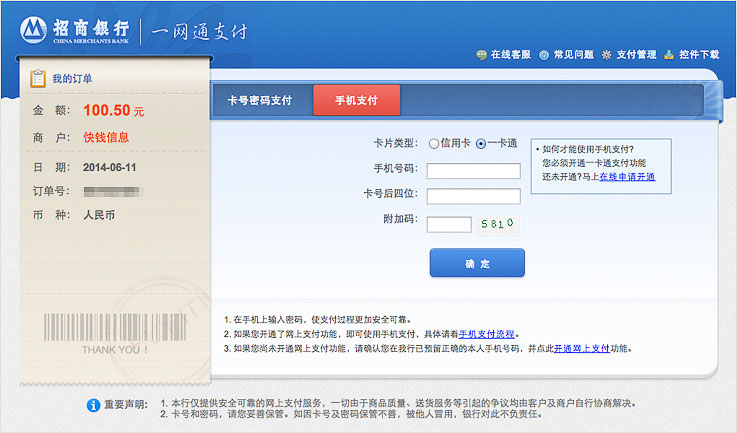 招商银行
CHINA MERCHANTS BANK
一网通支付
在线客服 常见问题 支付管理 控件下载
我的订单
金 额： 100.50 元
商 户： 快钱信息
日 期： 2014-06-11
订单号：
币 种： 人民币
THANK YOU !
卡号密码支付 手机支付
卡片类型： 信用卡 一卡通
手机号码：
卡号后四位：
附加码： 5810
确 定
• 如何才能使用手机支付?
您必须开通一卡通支付功能
还未开通?马上在线申请开通
1. 在手机上输入密码，使支付过程更加安全可靠。
2. 如果您开通了网上支付功能，即可使用手机支付，具体请看手机支付流程。
3. 如果您尚未开通网上支付功能，请确认您在我行已预留正确的本人手机号码，并点此开通网上支付功能。
重要声明： 1. 本行仅提供安全可靠的网上支付服务，一切由于商品质量、送货服务等引起的争议均由客户及商户自行协商解决。
2. 卡号和密码，请您妥善保管。如因卡号及密码保管不善，被他人冒用，银行对此不负责任。